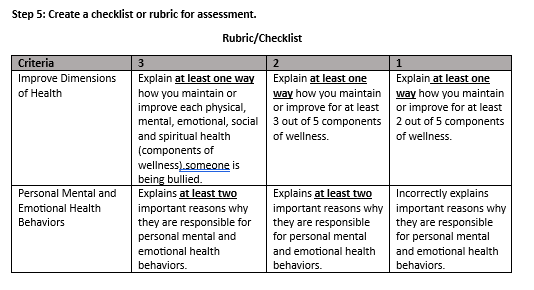 Step 5: Create a checklist or rubric for assessment.
Rubric/Checklist
Criteria 3 2 1
Improve Dimensions
of Health
Explain at least one way
how you maintain or
improve each physical,
mental, emotional, social
and spiritual health
(components of
wellness).someone is
being bullied.
Explain at least one
way how you maintain
or improve for at least
3 out of 5 components
of wellness.
Explain at least one
way how you maintain
or improve for at least
2 out of 5 components
of wellness.
Personal Mental and
Emotional Health
Behaviors
Explains at least two
important reasons why
they are responsible for
personal mental and
emotional health
behaviors.
Explains at least two
important reasons why
they are responsible
for personal mental
and emotional health
behaviors.
Incorrectly explains
important reasons why
they are responsible
for personal mental
and emotional health
behaviors.